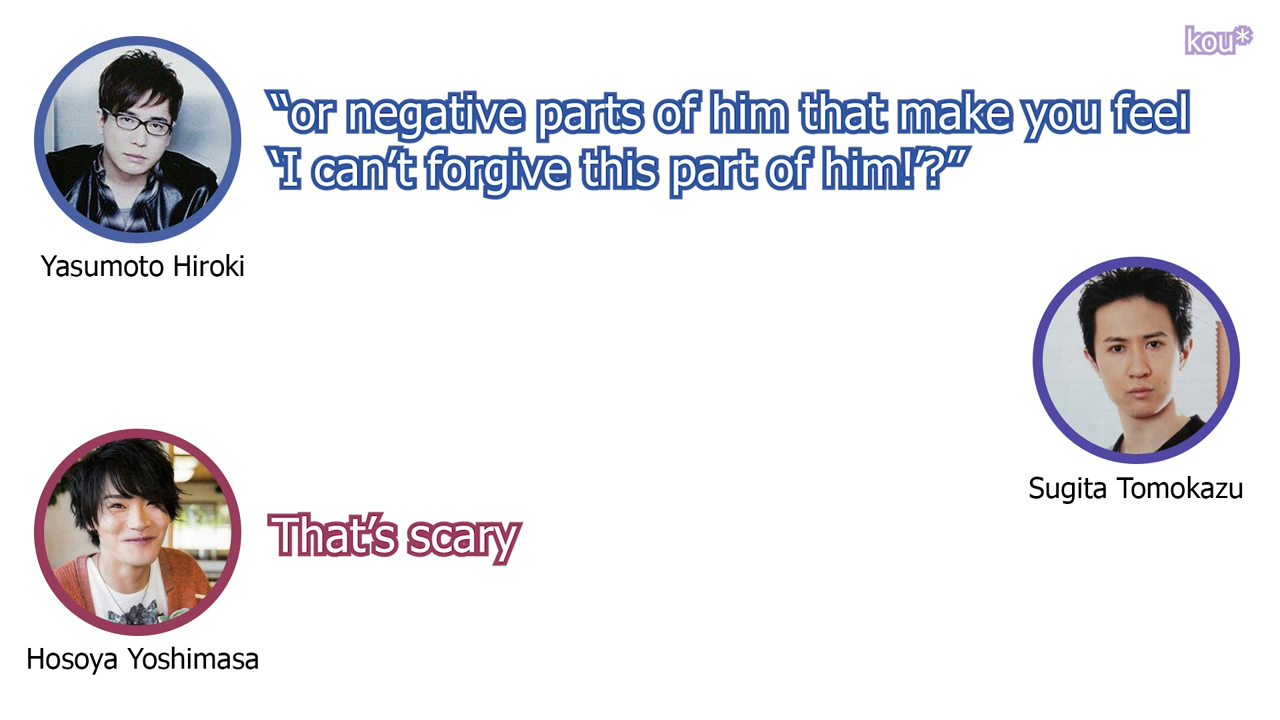 kou*
“or negative parts of him that make you feel
‘I can’t forgive this part of him!’?”
Yasumoto Hiroki
Sugita Tomokazu
That’s scary
Hosoya Yoshimasa